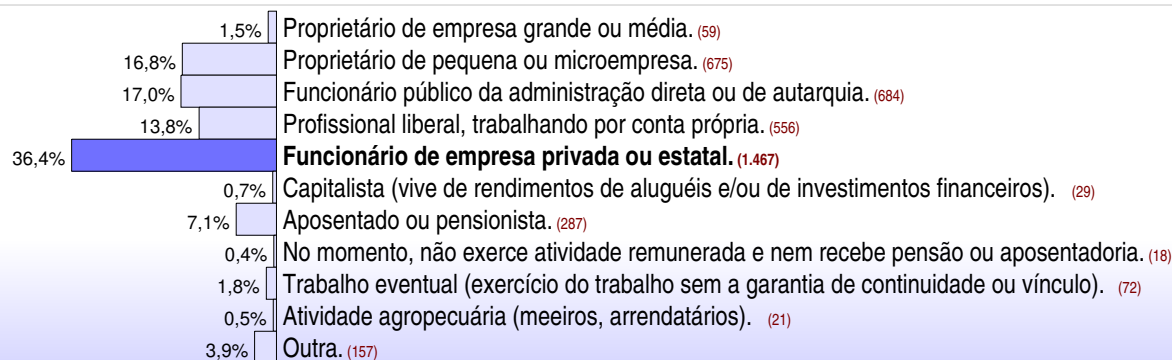 1,5% Proprietário de empresa grande ou média. (59)
16,8% Proprietário de pequena ou microempresa. (675)
17,0% Funcionário público da administração direta ou de autarquia. (684)
13,8% Profissional liberal, trabalhando por conta própria. (556)
36,4% Funcionário de empresa privada ou estatal. (1.467)
0,7% Capitalista (vive de rendimentos de aluguéis e/ou de investimentos financeiros). (29)
7,1% Aposentado ou pensionista. (287)
0,4% No momento, não exerce atividade remunerada e nem recebe pensão ou aposentadoria. (18)
1,8% Trabalho eventual (exercício do trabalho sem a garantia de continuidade ou vínculo). (72)
0,5% Atividade agropecuária (meeiros, arrendatários). (21)
3,9% Outra. (157)